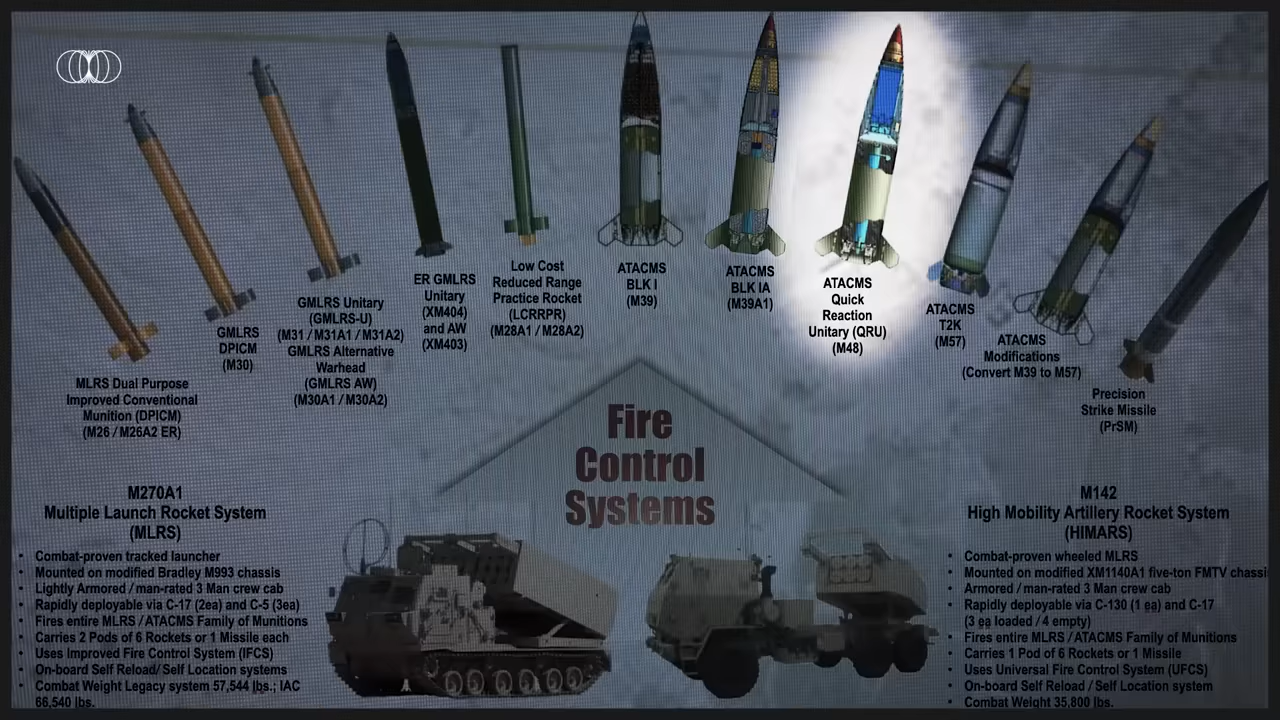 MLRS Dual Purpose
Improved Conventional
Munition (DPICM)
(M26 / M26A2 ER)
GMLRS
DPICM
(M30)
GMLRS Unitary
(GMLRS-U)
(M31 / M31A1 / M31A2)
GMLRS Alternative
Warhead
(GMLRS AW)
(M30A1 / M30A2)
ER GMLRS
Unitary
(XM404)
and AW
(XM403)
Low Cost
Reduced Range
Practice Rocket
(LCRRPR)
(M28A1 / M28A2)
ATACMS
BLK I
(M39)
ATACMS
BLK IA
(M39A1)
ATACMS
Quick
Reaction
Unitary (QRU)
(M48)
ATACMS
T2K
(M57)
ATACMS
Modifications
(Convert M39 to M57)
Precision
Strike Missile
(PrSM)
Fire
Control
Systems
M270A1
Multiple Launch Rocket System
(MLRS)
• Combat-proven tracked launcher
• Mounted on modified Bradley M993 chassis
• Lightly Armored / man-rated 3 Man crew cab
• Rapidly deployable via C-17 (2ea) and C-5 (3ea)
• Fires entire MLRS / ATACMS Family of Munitions
• Carries 2 Pods of 6 Rockets or 1 Missile each
• Uses Improved Fire Control System (IFCS)
• On-board Self Reload/ Self Location systems
• Combat Weight Legacy system 57,544 lbs.; IAC
66,540 lbs.
M142
High Mobility Artillery Rocket System
(HIMARS)
• Combat-proven wheeled MLRS
• Mounted on modified XM1140A1 five-ton FMTV chassi
• Armored / man-rated 3 Man crew cab
• Rapidly deployable via C-130 (1 ea) and C-17
(3 ea loaded / 4 empty)
• Fires entire MLRS / ATACMS Family of Munitions
• Carries 1 Pod of 6 Rockets or 1 Missile
• Uses Universal Fire Control System (UFCS)
• On-board Self Reload / Self Location system
• Combat Weight 35,800 lbs.